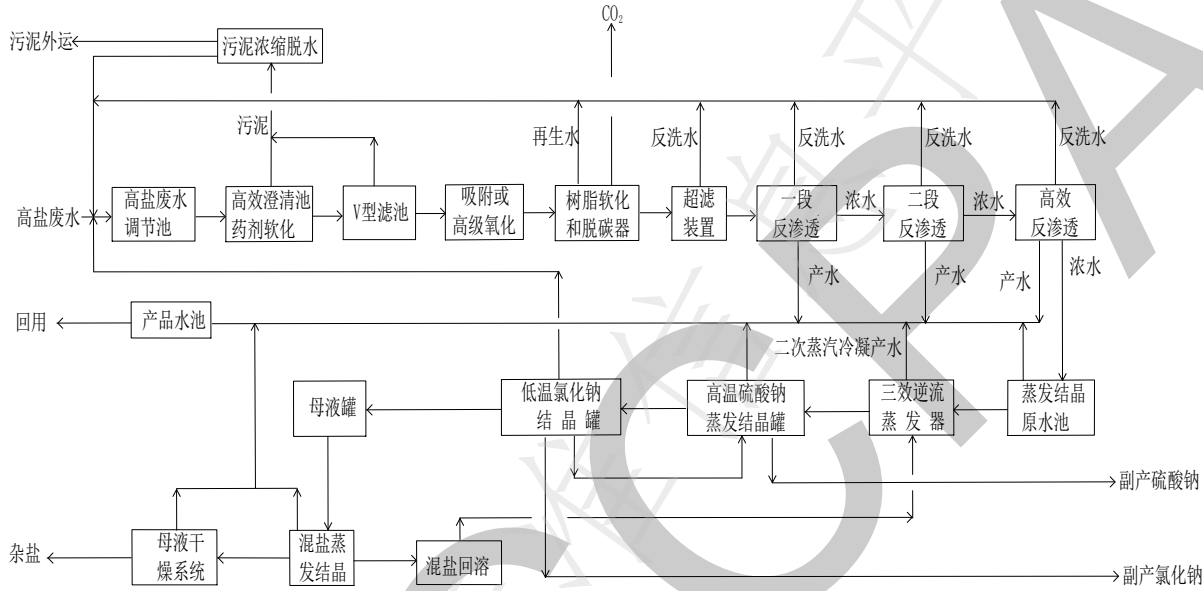 CO₂
污泥外运
污泥浓缩脱水
污泥
再生水
反洗水
反洗水
反洗水
反洗水
高盐废水
高盐废水
调节池
高效澄清池
药剂软化
V型滤池
吸附或
高级氧化
树脂软化
和脱碳器
超滤
装置
一段
反渗透
浓水
二段
反渗透
浓水
高效
反渗透
产水
产水
产水
浓水
回用
产品水池
二次蒸汽冷凝产水
母液罐
低温氯化钠
结晶罐
高温硫酸钠
蒸发结晶罐
三效逆流
蒸发器
蒸发结晶
原水池
副产硫酸钠
杂盐
母液干
燥系统
混盐蒸
发结晶
混盐回溶
副产氯化钠
CPA